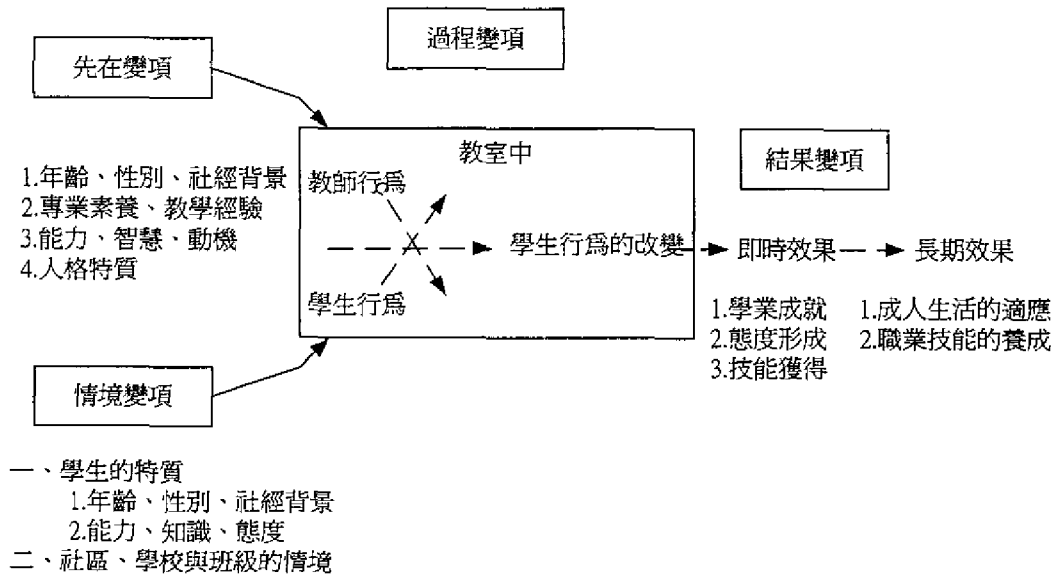 過程變項
先在變項
教室中
結果變項
1.年齡、性別、社經背景
2.專業素養、教學經驗
3.能力、智慧、動機
4.人格特質
教師行為
學生行為的改變
學生行為
即時效果
長期效果
1.學業成就
2.態度形成
3.技能獲得
1.成人生活的適應
2.職業技能的養成
情境變項
一、學生的特質
1.年齡、性別、社經背景
2.能力、知識、態度
二、社區、學校與班級的情境